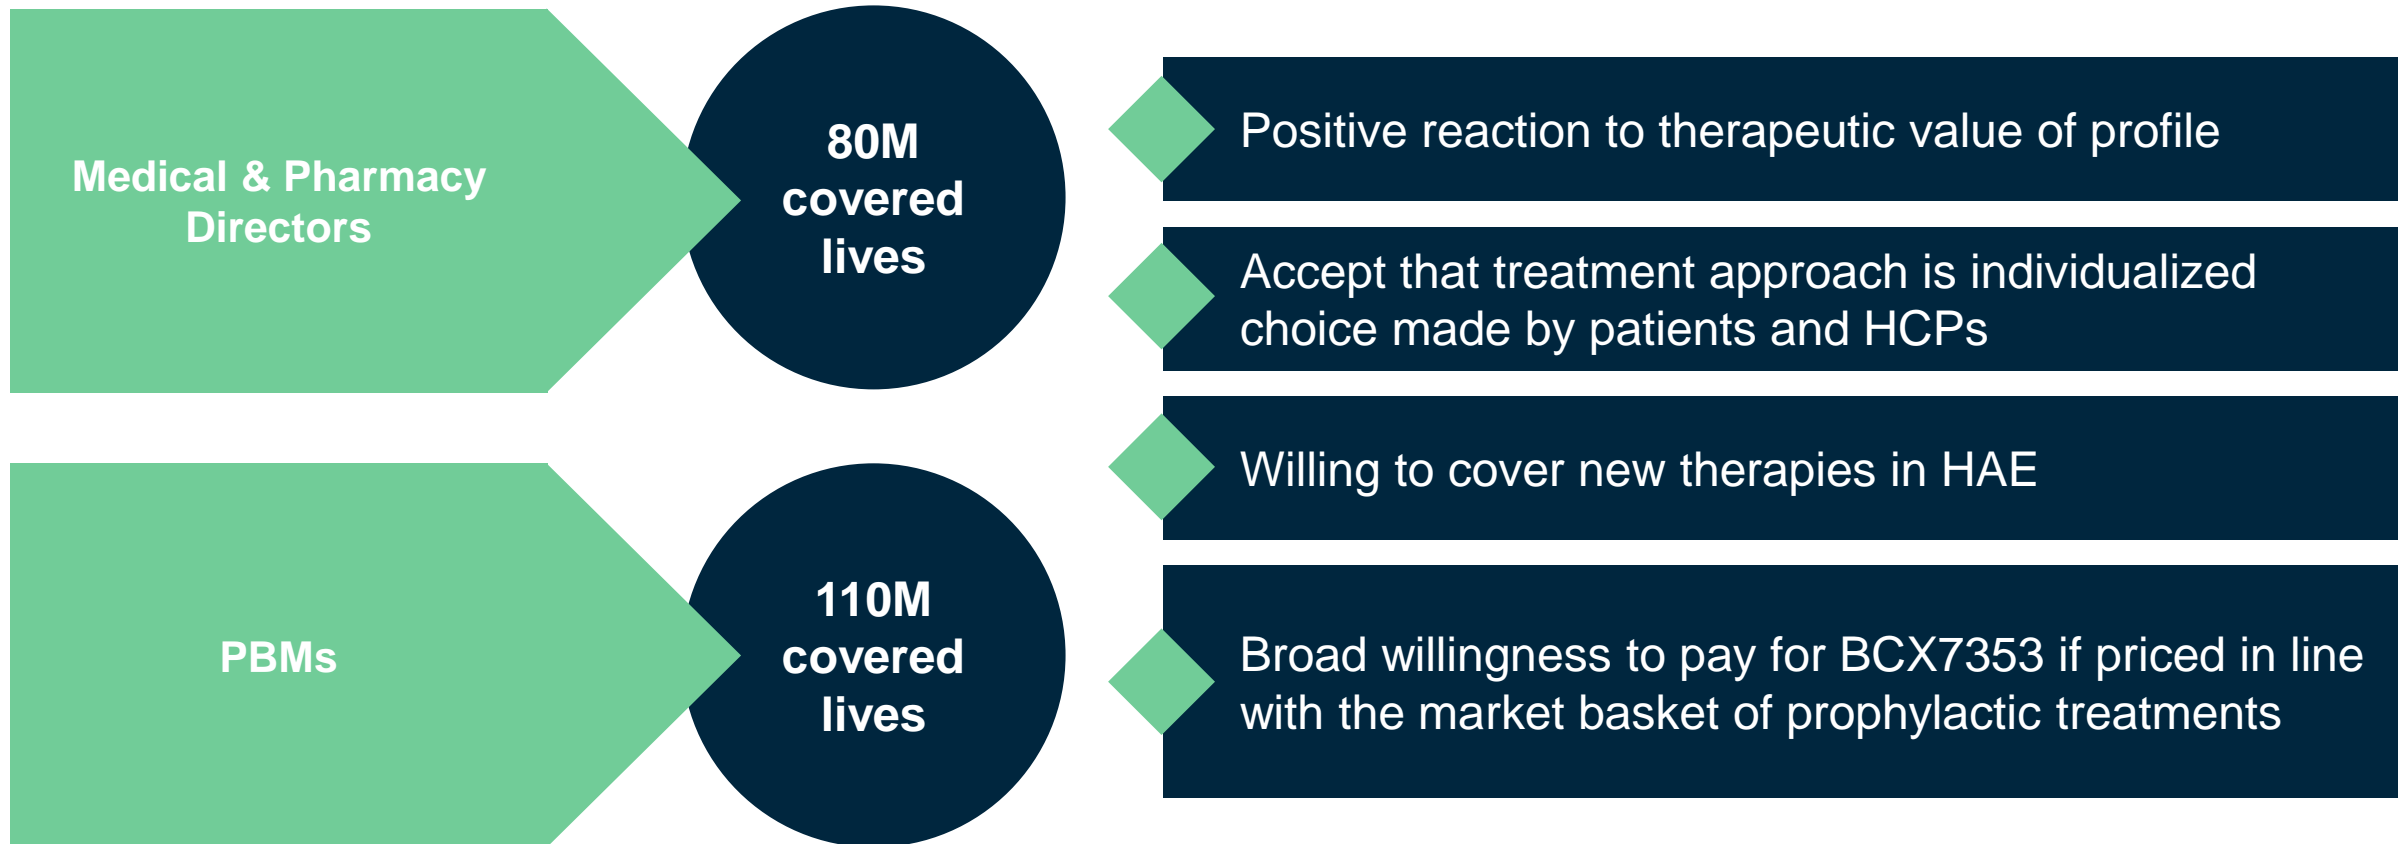 Medical & Pharmacy
Directors
80M
covered
lives
PBMs
110M
covered
lives
Positive reaction to therapeutic value of profile
Accept that treatment approach is individualized
choice made by patients and HCPs
Willing to cover new therapies in HAE
Broad willingness to pay for BCX7353 if priced in line
with the market basket of prophylactic treatments